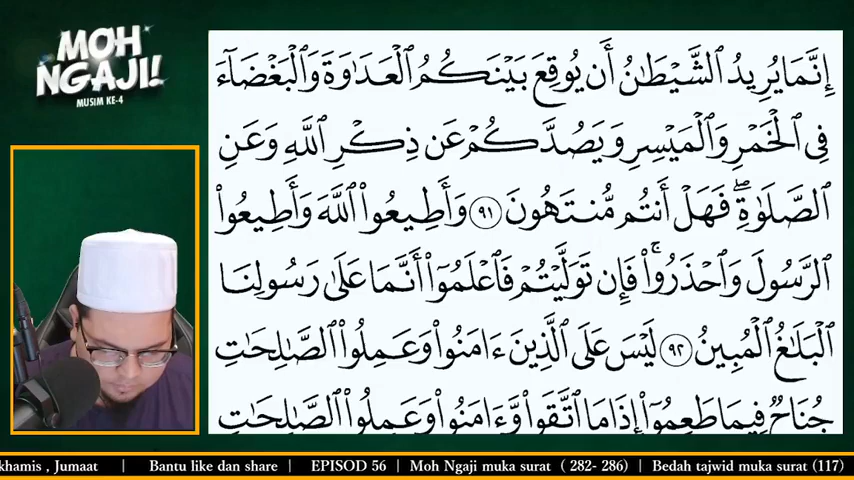 MOH
NGAJI!
MUSIM KE-4
إِنَّمَا يُرِيدُ ٱلشَّيْطَـٰنُ أَن يُوقِعَ بَيْنَكُمُ ٱلْعَدَٰوَةَ وَٱلْبَغْضَآءَ
فِى ٱلْخَمْرِ وَٱلْمَيْسِرِ وَيَصُدَّكُمْ عَن ذِكْرِ ٱللَّهِ وَعَنِ
ٱلصَّلَوٰةِ ۖ فَهَلْ أَنتُم مُّنتَهُونَ ٩١ وَأَطِيعُوا۟ ٱللَّهَ وَأَطِيعُوا۟
ٱلرَّسُولَ وَٱحْذَرُوا۟ ۚ فَإِن تَوَلَّيْتُمْ فَٱعْلَمُوٓا۟ أَنَّمَا عَلَىٰ رَسُولِنَا
ٱلْبَلَـٰغُ ٱلْمُبِينُ ٩٢ لَيْسَ عَلَى ٱلَّذِينَ ءَامَنُوا۟ وَعَمِلُوا۟ ٱلصَّـٰلِحَـٰتِ
جُنَاحٌ فِيمَا طَعِمُوٓا۟ إِذَا مَا ٱتَّقَوا۟ وَّءَامَنُوا۟ وَعَمِلُوا۟ ٱلصَّـٰلِحَـٰتِ
khamis , Jumaat | Bantu like dan share | EPISOD 56 | Moh Ngaji muka surat ( 282- 286) | Bedah tajwid muka surat (117)